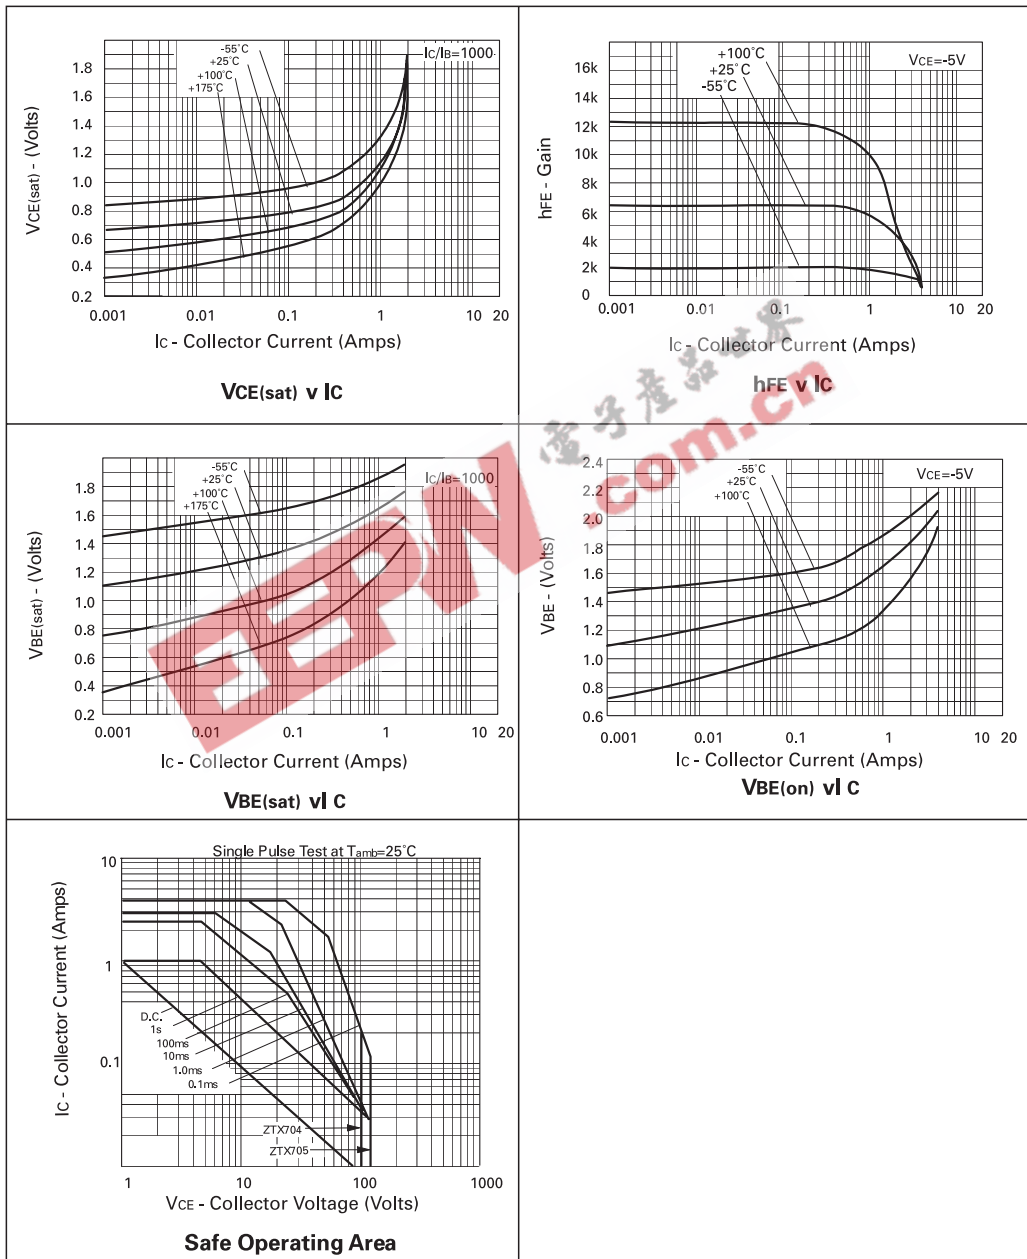 -55°C
+25°C
+100°C
+175°C
IC/IB=1000
1.8
1.6
1.4
1.2
1.0
0.8
0.6
0.4
0.2
VCE(sat) - (Volts)
0.001 0.01 0.1 1 10 20
IC - Collector Current (Amps)
VCE(sat) v IC
+100°C
+25°C
-55°C
VCE=-5V
16k
14k
12k
10k
8k
6k
4k
2k
0
hFE - Gain
0.001 0.01 0.1 1 10 20
IC - Collector Current (Amps)
hFE v IC
電子產品世界
.com.cn
EEPW
-55°C
+25°C
+100°C
+175°C
IC/IB=1000
1.8
1.6
1.4
1.2
1.0
0.8
0.6
0.4
0.2
VBE(sat) - (Volts)
0.001 0.01 0.1 1 10 20
IC - Collector Current (Amps)
VBE(sat) vI C
-55°C
+25°C
+100°C
VCE=-5V
2.4
2.2
2.0
1.8
1.6
1.4
1.2
1.0
0.8
0.6
VBE - (Volts)
0.001 0.01 0.1 1 10 20
IC - Collector Current (Amps)
VBE(on) vI C
Single Pulse Test at Tamb=25°C
10
1
0.1
IC - Collector Current (Amps)
D.C.
1s
100ms
10ms
1.0ms
0.1ms
ZTX704
ZTX705
1 10 100 1000
VCE - Collector Voltage (Volts)
Safe Operating Area